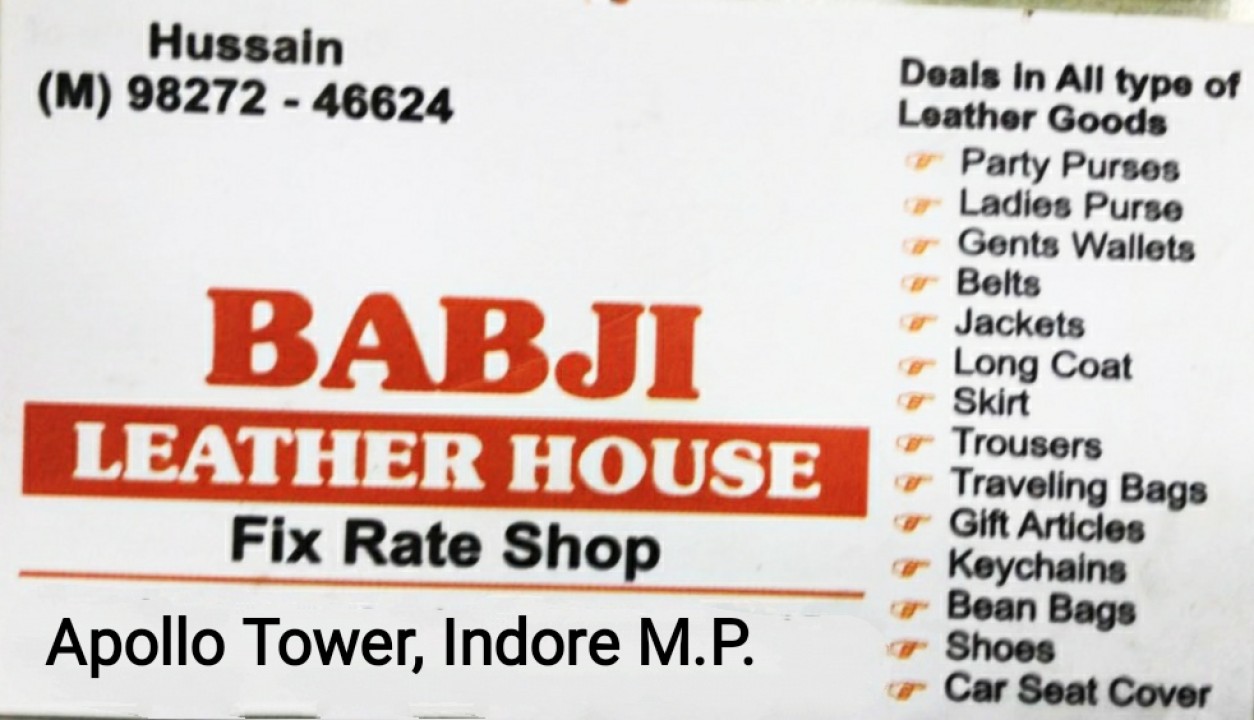 Hussain
(M) 98272 - 46624
BABJI
LEATHER HOUSE
Fix Rate Shop
Apollo Tower, Indore M.P.
Deals in All type of
Leather Goods
Party Purses
Ladies Purse
Gents Wallets
Belts
Jackets
Long Coat
Skirt
Trousers
Traveling Bags
Gift Articles
Keychains
Bean Bags
Shoes
Car Seat Cover